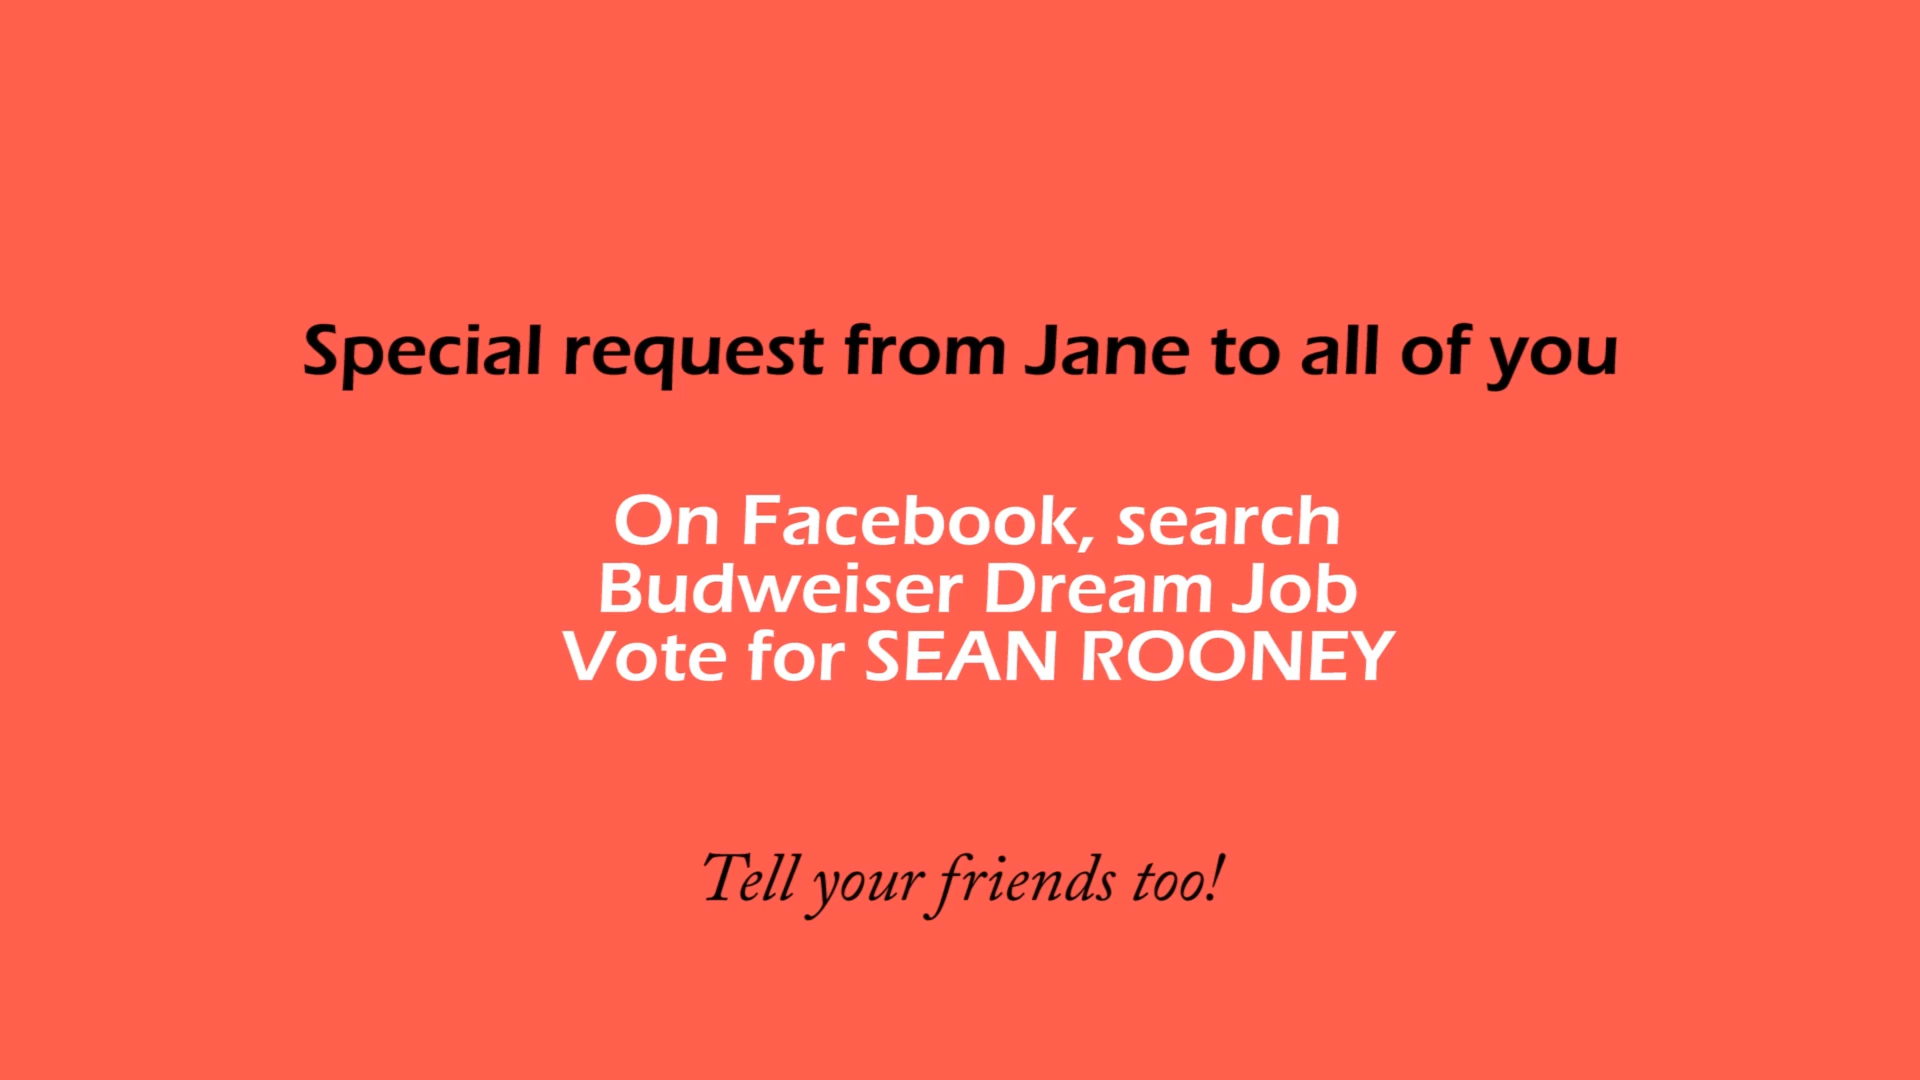 Special request from Jane to all of you
On Facebook, search
Budweiser Dream Job
Vote for SEAN ROONEY
Tell your friends too!